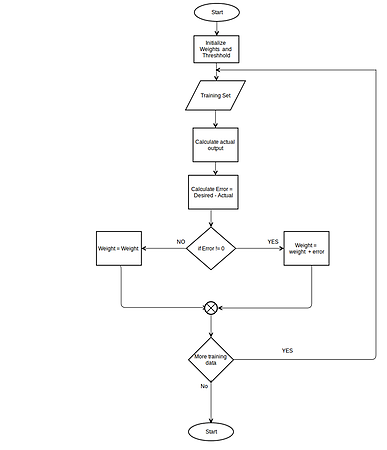 Start
Initialize
Weights and
Threshhold
Training Set
Calculate actual
output
Calculate Error =
Desired - Actual
NO
if Error != 0
YES
Weight = Weight
Weight =
weight + error
More training
data
YES
No
Start